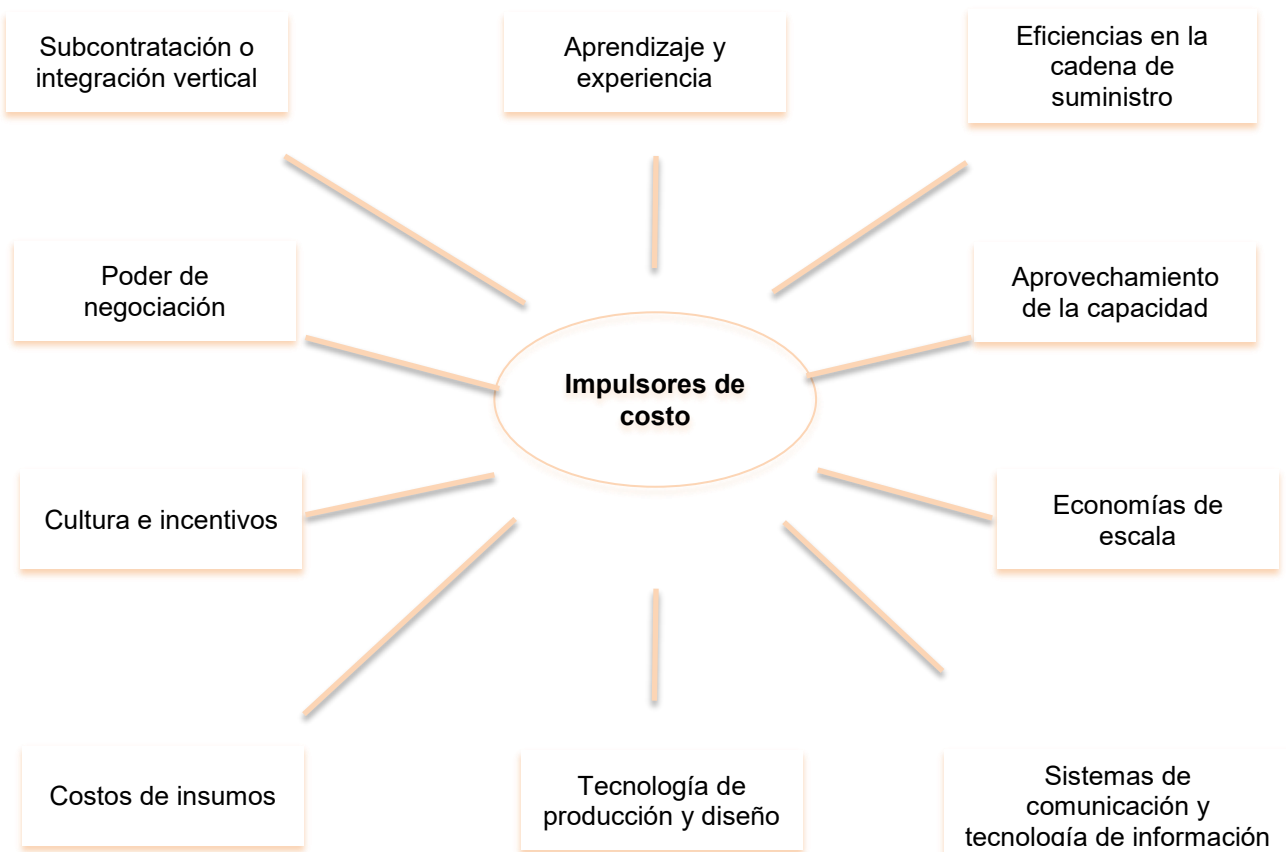 Subcontratación o
integración vertical
Aprendizaje y
experiencia
Eficiencias en la
cadena de
suministro
Poder de
negociación
Aprovechamiento
de la capacidad
Impulsores de
costo
Cultura e incentivos
Economías de
escala
Costos de insumos
Tecnología de
producción y diseño
Sistemas de
comunicación y
tecnología de información